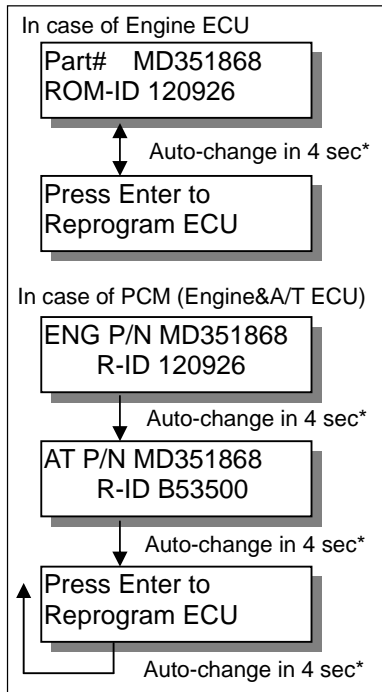 In case of Engine ECU
Part# MD351868
ROM-ID 120926
Auto-change in 4 sec*
Press Enter to
Reprogram ECU
In case of PCM (Engine&A/T ECU)
ENG P/N MD351868
R-ID 120926
Auto-change in 4 sec*
AT P/N MD351868
R-ID B53500
Auto-change in 4 sec*
Press Enter to
Reprogram ECU
Auto-change in 4 sec*